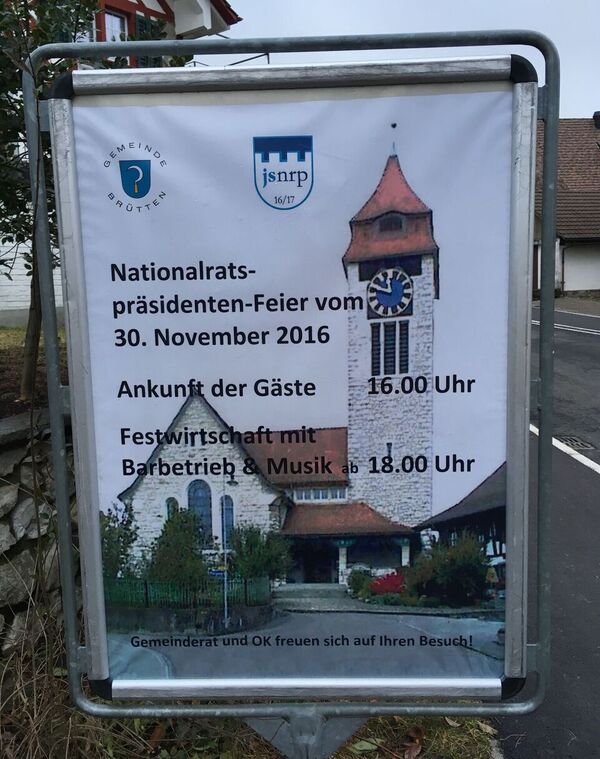 GEMEINDE
BRÜTTEN
jsnrp
16/17
Nationalrats-
präsidenten-Feier vom
30. November 2016
Ankunft der Gäste 16.00 Uhr
Festwirtschaft mit
Barbetrieb & Musik ab 18.00 Uhr
Gemeinderat und OK freuen sich auf Ihren Besuch!